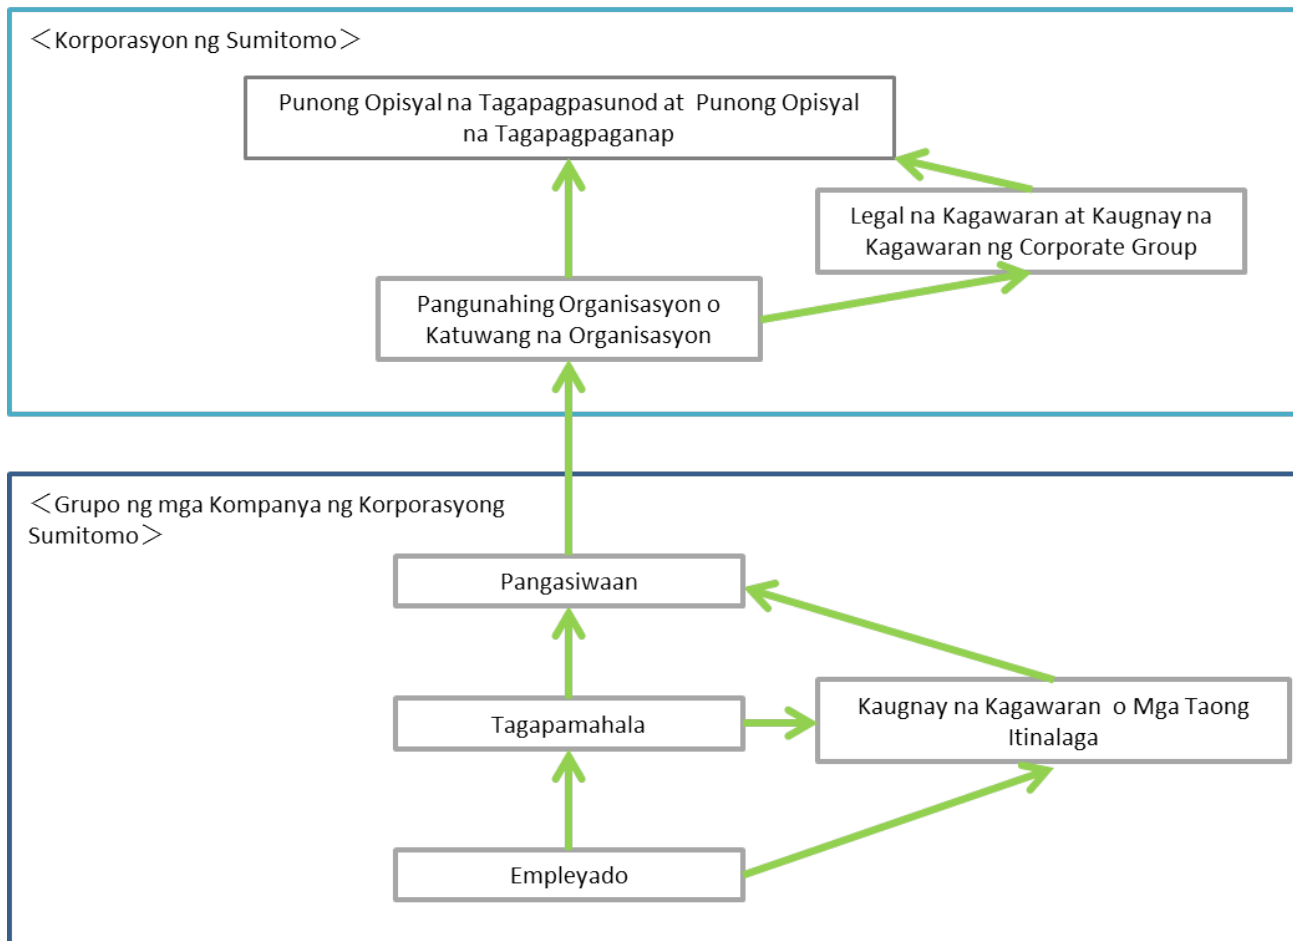 ＜Korporasyon ng Sumitomo＞
Punong Opisyal na Tagapagpasunod at Punong Opisyal
na Tagapagpaganap
Legal na Kagawaran at Kaugnay na
Kagawaran ng Corporate Group
Pangunahing Organisasyon o
Katuwang na Organisasyon
＜Grupo ng mga Kompanya ng Korporasyong
Sumitomo＞
Pangasiwaan
Tagapamahala
Kaugnay na Kagawaran o Mga Taong
Itinalaga
Empleyado